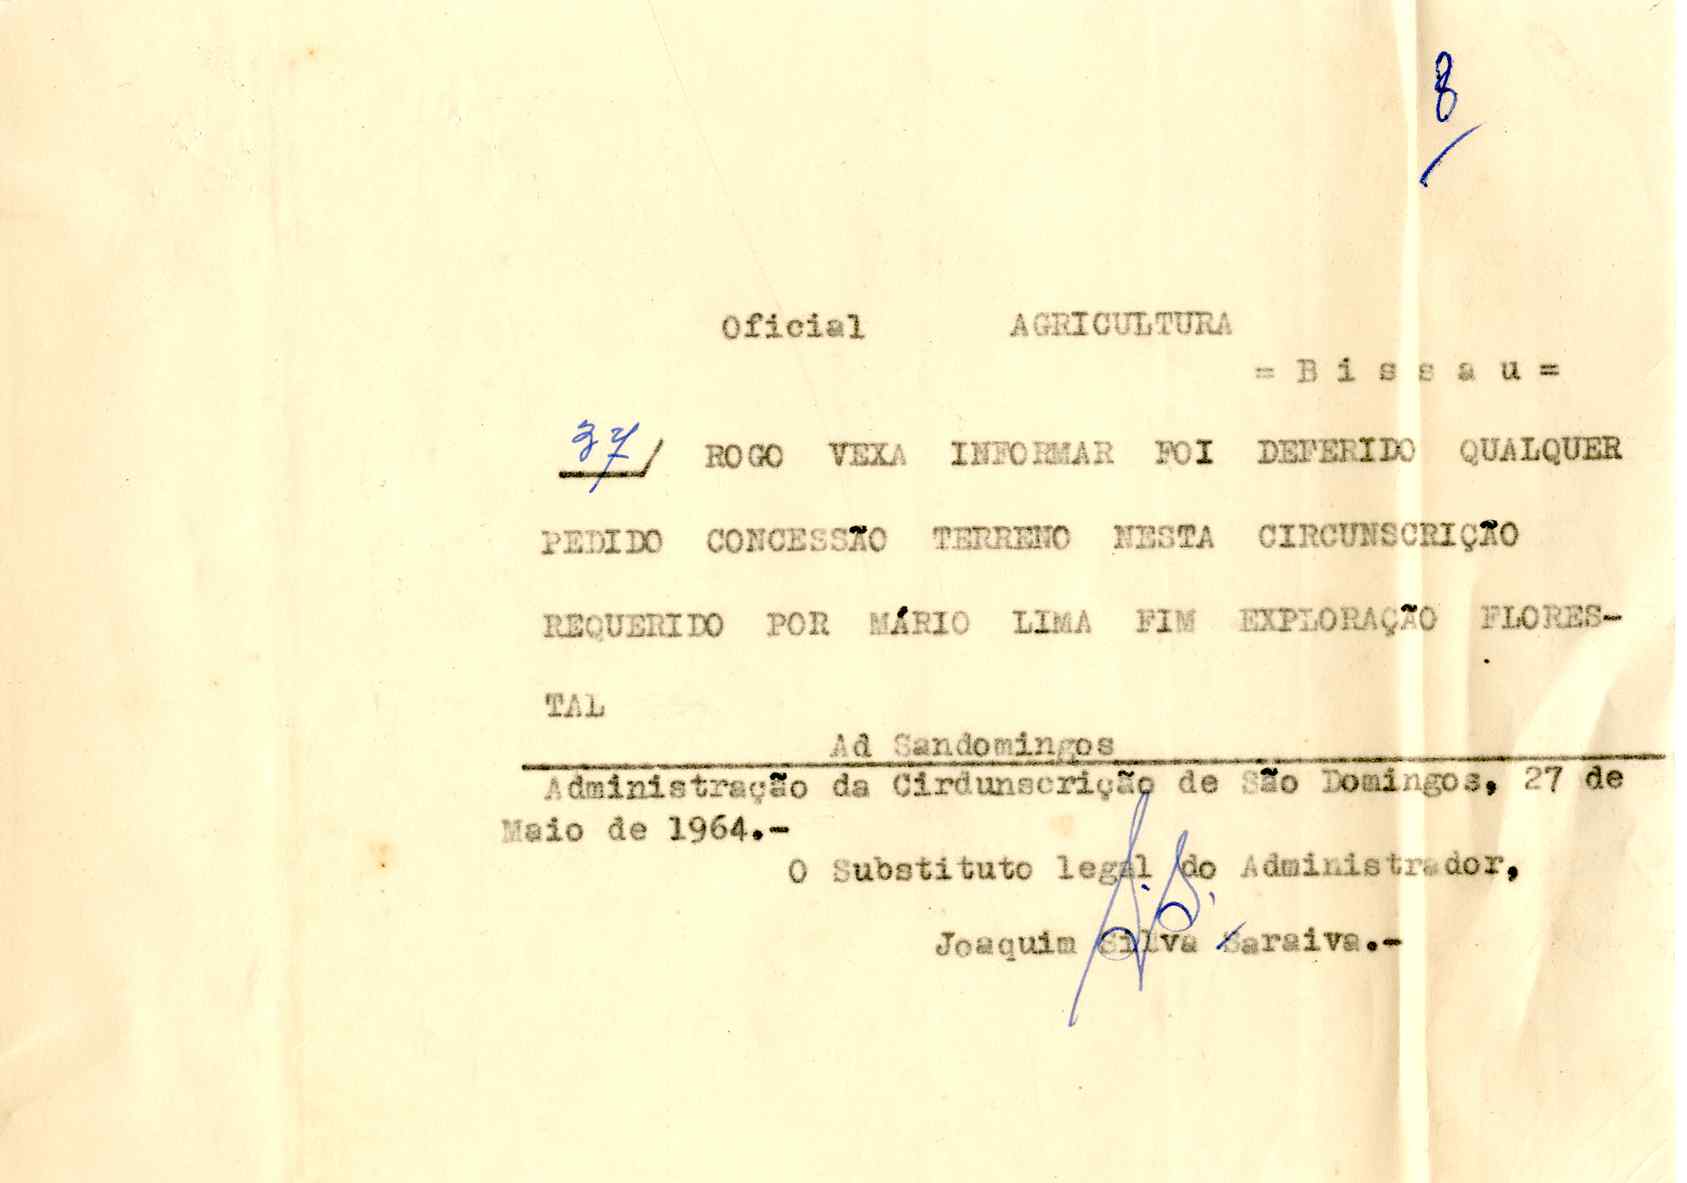 8
Oficial AGRICULTURA
= B i s s a u =
37/ ROGO VEXA INFORMAR FOI DEFERIDO QUALQUER
PEDIDO CONCESSÃO TERRENO NESTA CIRCUNSCRIÇÃO
REQUERIDO POR MÁRIO LIMA FIM EXPLORAÇÃO FLORES-
TAL
Ad Sandomingos
Administração da Cirdunscrição de São Domingos, 27 de
Maio de 1964.-
O Substituto legal do Administrador,
Joaquim Silva Saraiva.-